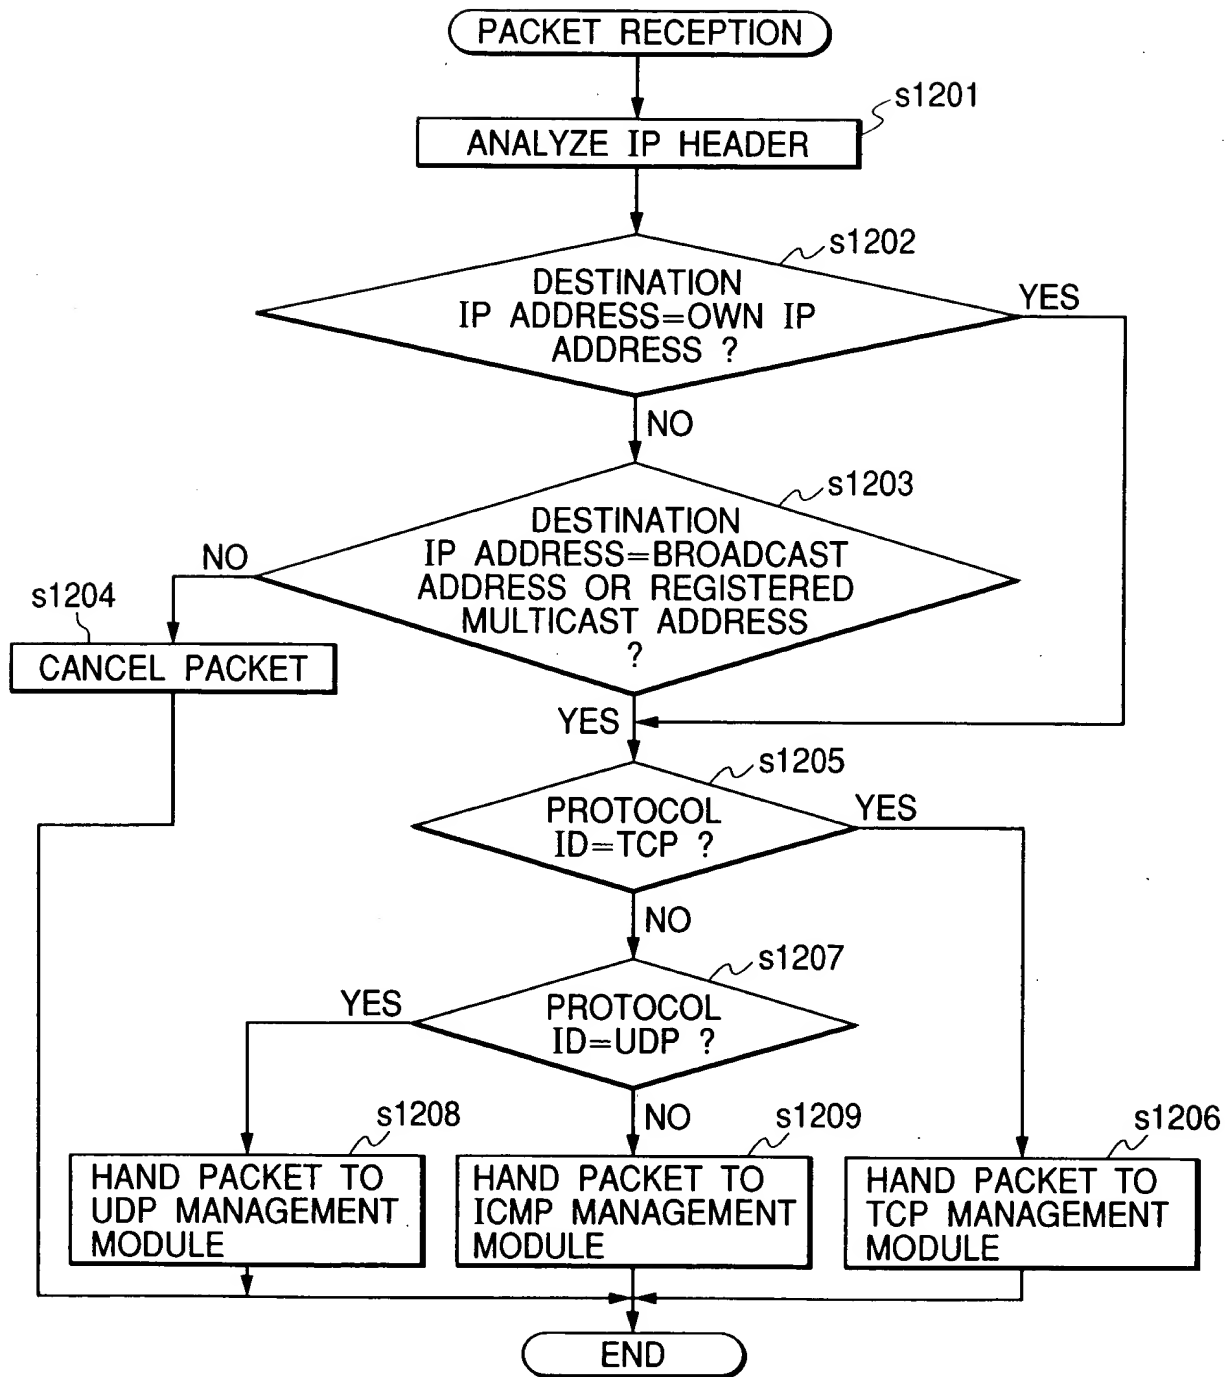 PACKET RECEPTION
s1201
ANALYZE IP HEADER
s1202
DESTINATION
IP ADDRESS=OWN IP
ADDRESS ?
YES
NO
s1203
DESTINATION
IP ADDRESS=BROADCAST
ADDRESS OR REGISTERED
MULTICAST ADDRESS
?
NO
s1204
CANCEL PACKET
YES
s1205
PROTOCOL
ID=TCP ?
YES
NO
s1207
PROTOCOL
ID=UDP ?
YES
NO
s1208
HAND PACKET TO
UDP MANAGEMENT
MODULE
s1209
HAND PACKET TO
ICMP MANAGEMENT
MODULE
s1206
HAND PACKET TO
TCP MANAGEMENT
MODULE
END